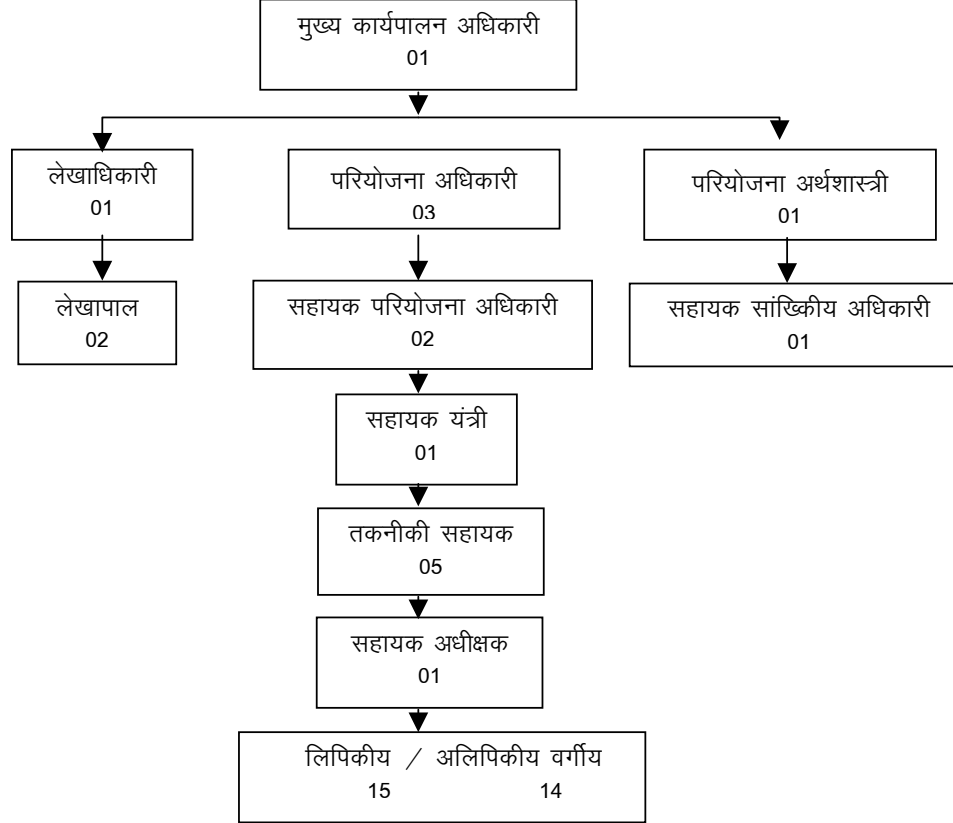 मुख्य कार्यपालन अधिकारी
01
लेखाधिकारी
01
परियोजना अधिकारी
03
परियोजना अर्थशास्त्री
01
लेखापाल
02
सहायक परियोजना अधिकारी
02
सहायक सांख्यिकीय अधिकारी
01
सहायक यंत्री
01
तकनीकी सहायक
05
सहायक अधीक्षक
01
लिपिकीय / अलिपिकीय वर्गीय
15 14